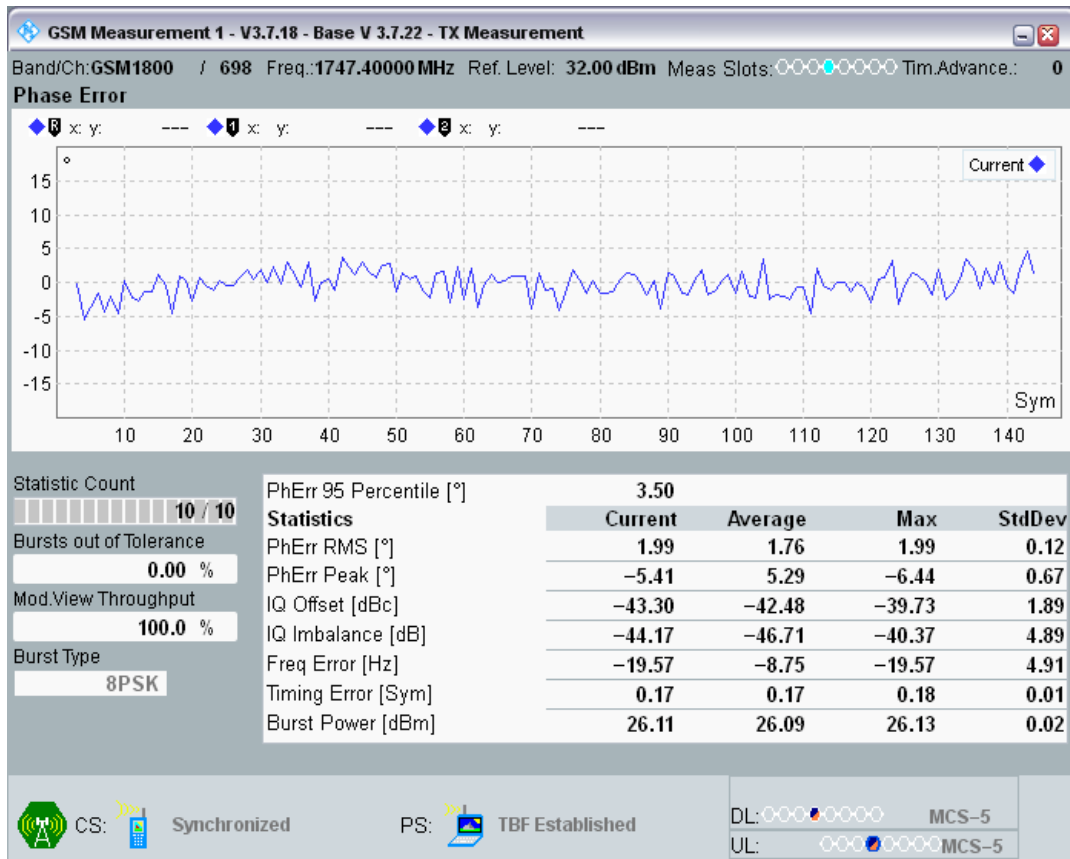 GSM Measurement 1 - V3.7.18 - Base V 3.7.22 - TX Measurement
Band/Ch:GSM1800 / 698 Freq.:1747.40000 MHz Ref. Level: 32.00 dBm Meas Slots: Tim.Advance.: 0
Phase Error
R x: y: --- 1 x: y: --- 2 x: y: ---
° Current
15
10
5
0
-5
-10
-15
Sym
10 20 30 40 50 60 70 80 90 100 110 120 130 140
Statistic Count
10 / 10
Bursts out of Tolerance
0.00 %
Mod.View Throughput
100.0 %
Burst Type
8PSK
PhErr 95 Percentile [°] 3.50
Statistics Current Average Max StdDev
PhErr RMS [°] 1.99 1.76 1.99 0.12
PhErr Peak [°] −5.41 5.29 −6.44 0.67
IQ Offset [dBc] −43.30 −42.48 −39.73 1.89
IQ Imbalance [dB] −44.17 −46.71 −40.37 4.89
Freq Error [Hz] −19.57 −8.75 −19.57 4.91
Timing Error [Sym] 0.17 0.17 0.18 0.01
Burst Power [dBm] 26.11 26.09 26.13 0.02
CS: Synchronized PS: TBF Established
DL: MCS−5
UL: MCS−5